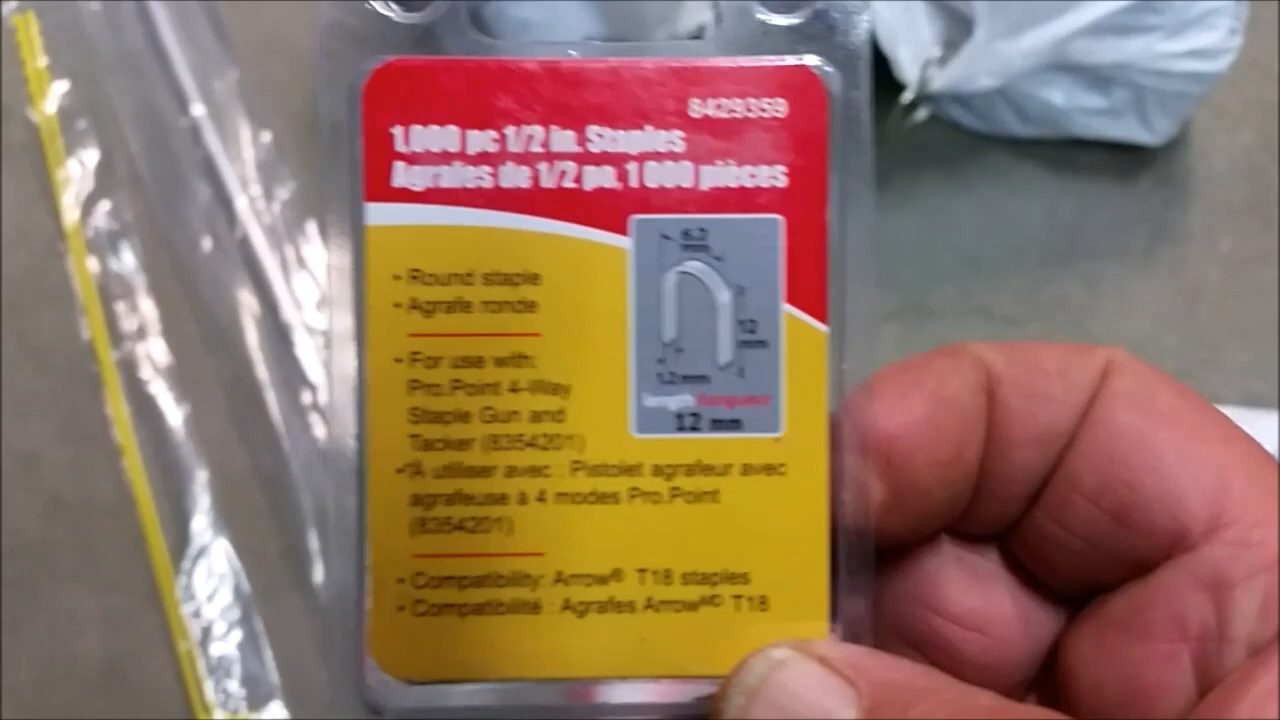 8429359
1,000 pc 1/2 in. Staples
Agrafes de 1/2 po, 1 000 pièces
6.2
mm
12
mm
1.2 mm
length/longueur
12 mm
• Round staple
• Agrafe ronde
• For use with:
Pro.Point 4-Way
Staple Gun and
Tacker (8354201)
• À utiliser avec : Pistolet agrafeur avec
agrafeuse à 4 modes Pro.Point
(8354201)
• Compatibility: Arrow® T18 staples
• Compatibilité : Agrafes Arrow MD T18